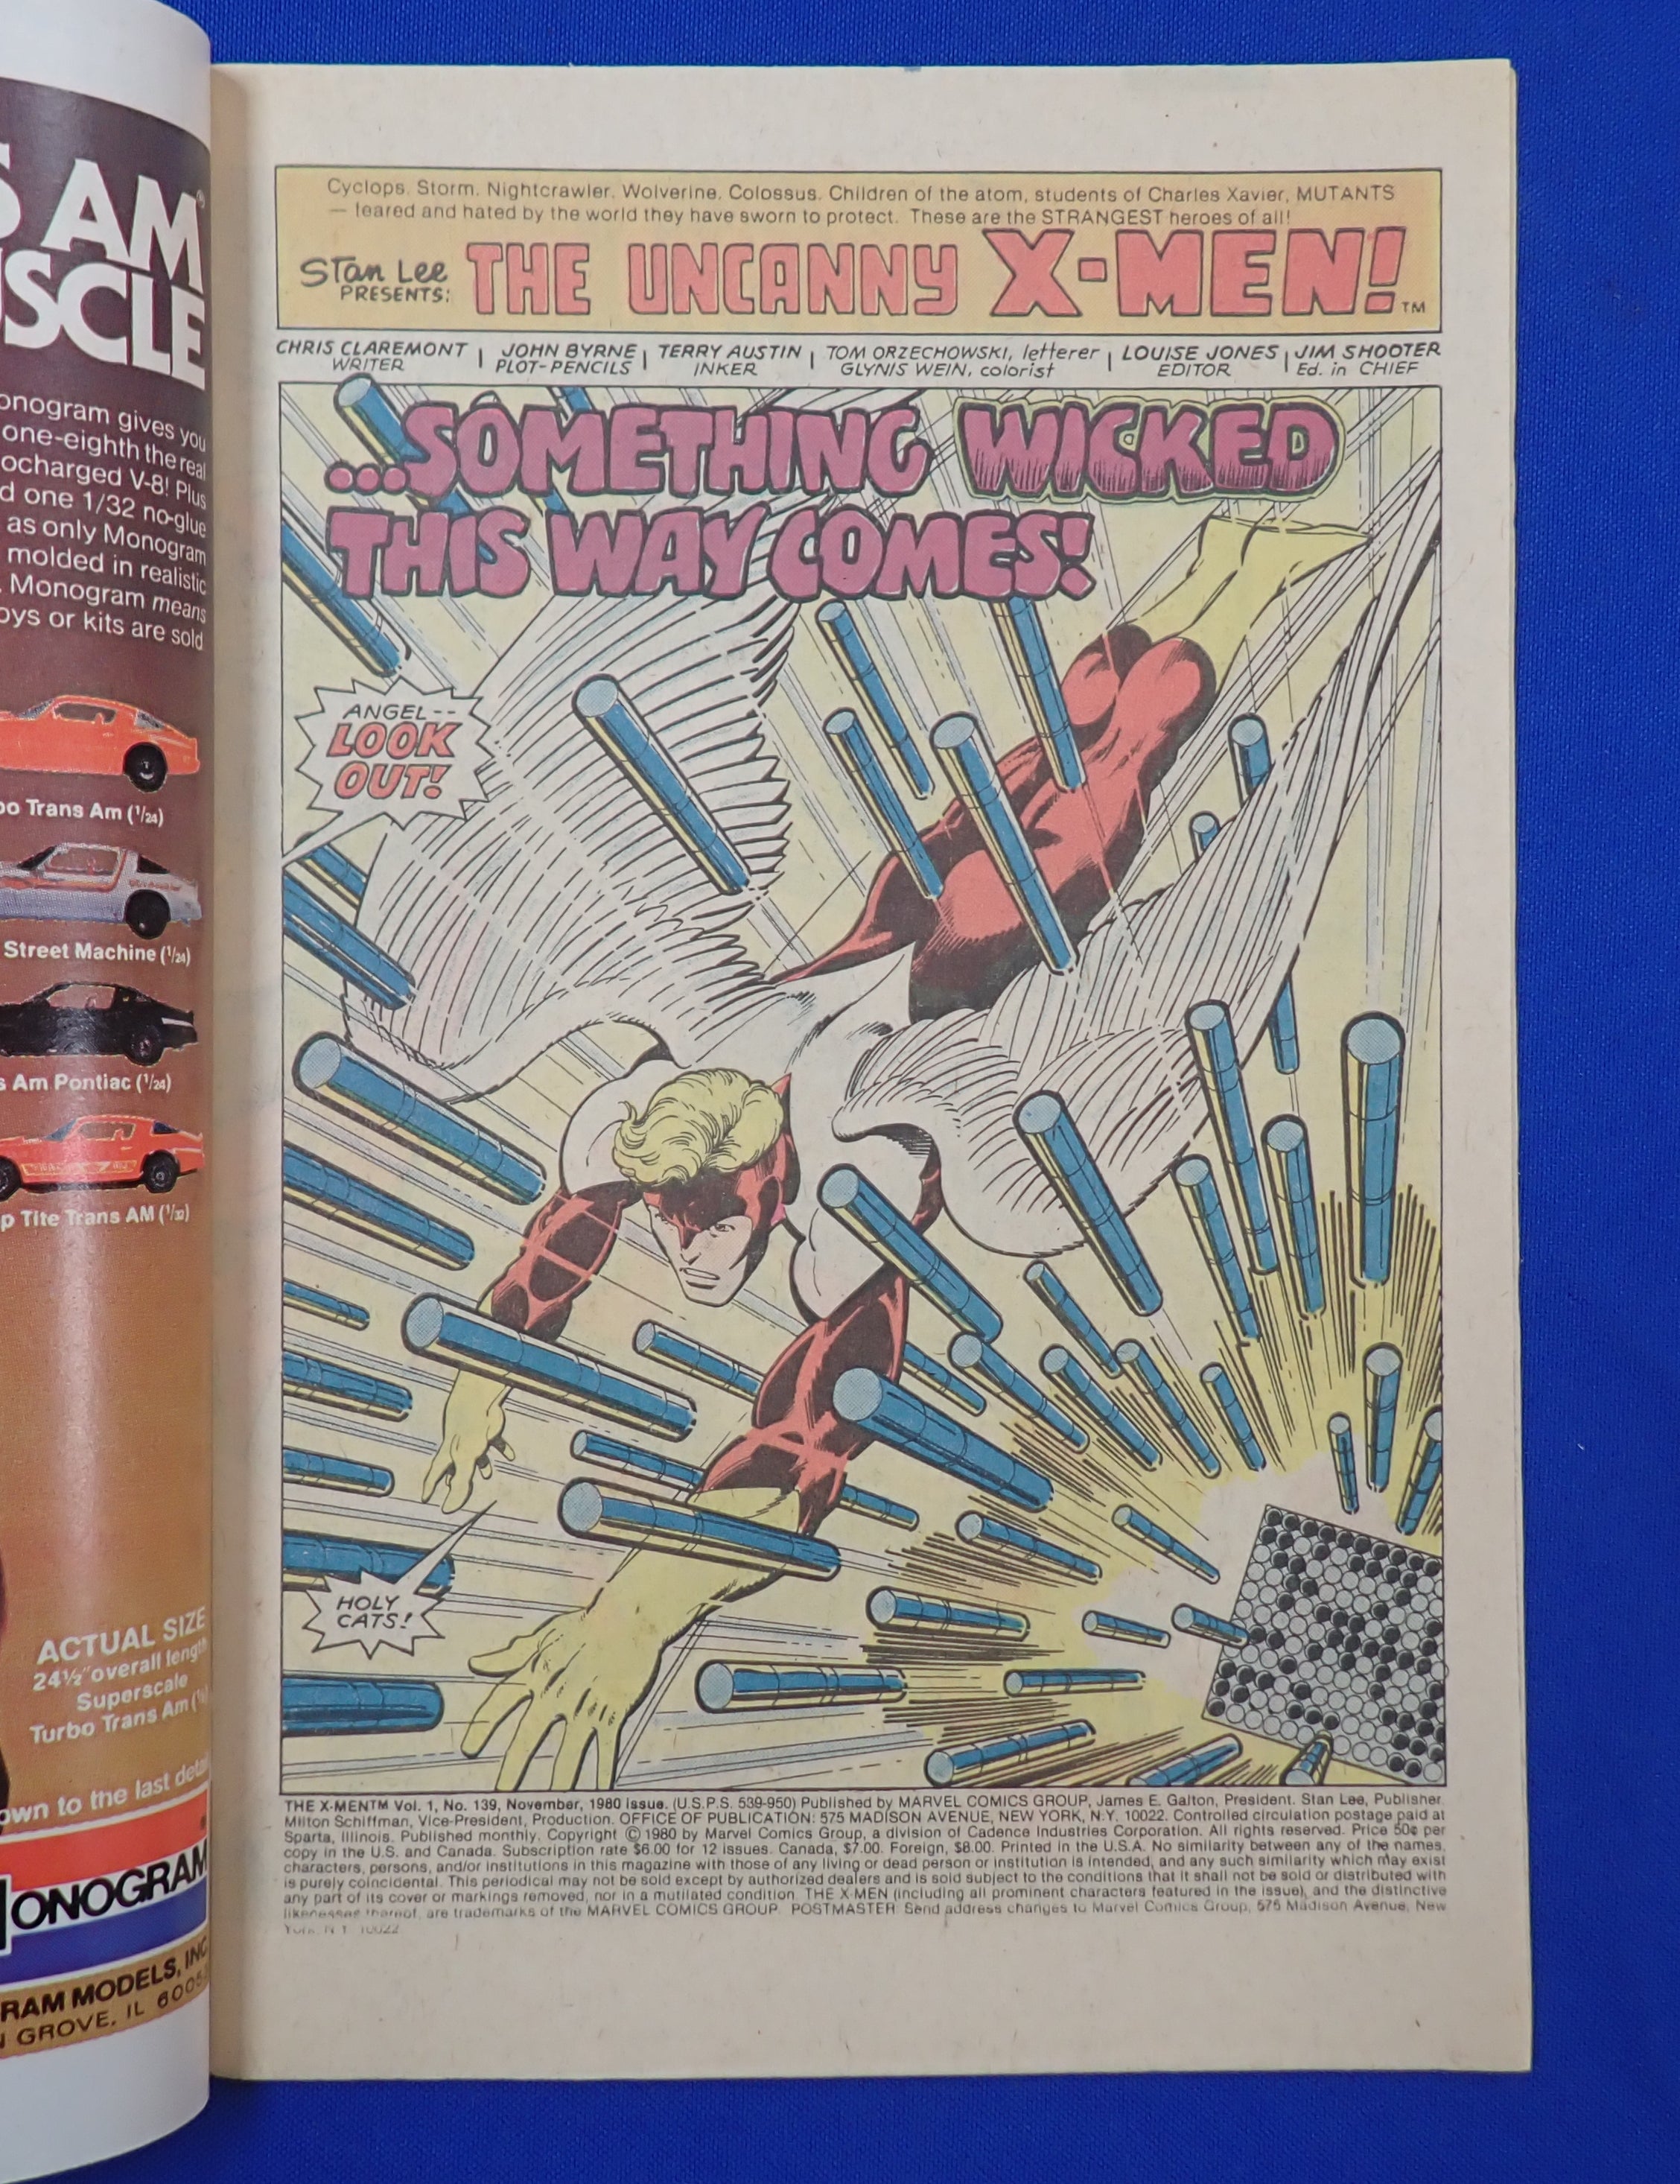 S AM®
USCLE
onogram gives you
one-eighth the real
ocharged V-8! Plus
d one 1/32 no-glue
as only Monogram
molded in realistic
. Monogram means
oys or kits are sold
bo Trans Am (1/24)
Street Machine (1/24)
s Am Pontiac (1/24)
p Tite Trans AM (1/32)
ACTUAL SIZE
24½" overall length
Superscale
Turbo Trans Am
own to the last
MONOGRAM
RAM MODELS, INC
GROVE, IL
Cyclops. Storm. Nightcrawler. Wolverine. Colossus. Children of the atom, students of Charles Xavier, MUTANTS
— feared and hated by the world they have sworn to protect. These are the STRANGEST heroes of all!
Stan Lee
PRESENTS:
THE UNCANNY X-MEN!™
CHRIS CLAREMONT
WRITER
JOHN BYRNE
PLOT-PENCILS
TERRY AUSTIN
INKER
TOM ORZECHOWSKI, letterer
GLYNIS WEIN, colorist
LOUISE JONES
EDITOR
JIM SHOOTER
Ed. in CHIEF
...SOMETHING WICKED
THIS WAY COMES!
ANGEL--
LOOK
OUT!
HOLY
CATS!
THE X-MEN™ Vol. 1, No. 139, November, 1980 issue. (U.S.P.S. 539-950) Published by MARVEL COMICS GROUP, James E. Galton, President. Stan Lee, Publisher.
Milton Schiffman, Vice-President, Production. OFFICE OF PUBLICATION: 575 MADISON AVENUE, NEW YORK, N.Y. 10022. Controlled circulation postage paid at
Sparta, Illinois. Published monthly. Copyright © 1980 by Marvel Comics Group, a division of Cadence Industries Corporation. All rights reserved. Price 50¢ per
copy in the U.S. and Canada. Subscription rate $6.00 for 12 issues. Canada, $7.00. Foreign, $8.00. Printed in the U.S.A. No similarity between any of the names,
characters, persons, and/or institutions in this magazine with those of any living or dead person or institution is intended, and any such similarity which may exist
is purely coincidental. This periodical may not be sold except by authorized dealers and is sold subject to the conditions that it shall not be sold or distributed with
any part of its cover or markings removed, nor in a mutilated condition. THE X-MEN (including all prominent characters featured in the issue), and the distinctive
likenesses thereof, are trademarks of the MARVEL COMICS GROUP. POSTMASTER: Send address changes to Marvel Comics Group, 575 Madison Avenue, New
York, N.Y. 10022